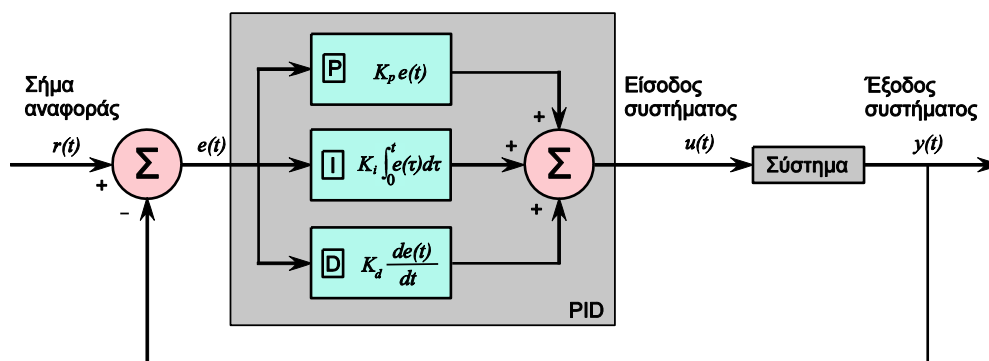 Σήμα
αναφοράς
r(t)
+
−
Σ
e(t)
P K_p e(t)
I K_i ∫_0^t e(τ)dτ
D K_d de(t)/dt
+
+
+
Σ
PID
Είσοδος
συστήματος
u(t)
Σύστημα
Έξοδος
συστήματος
y(t)